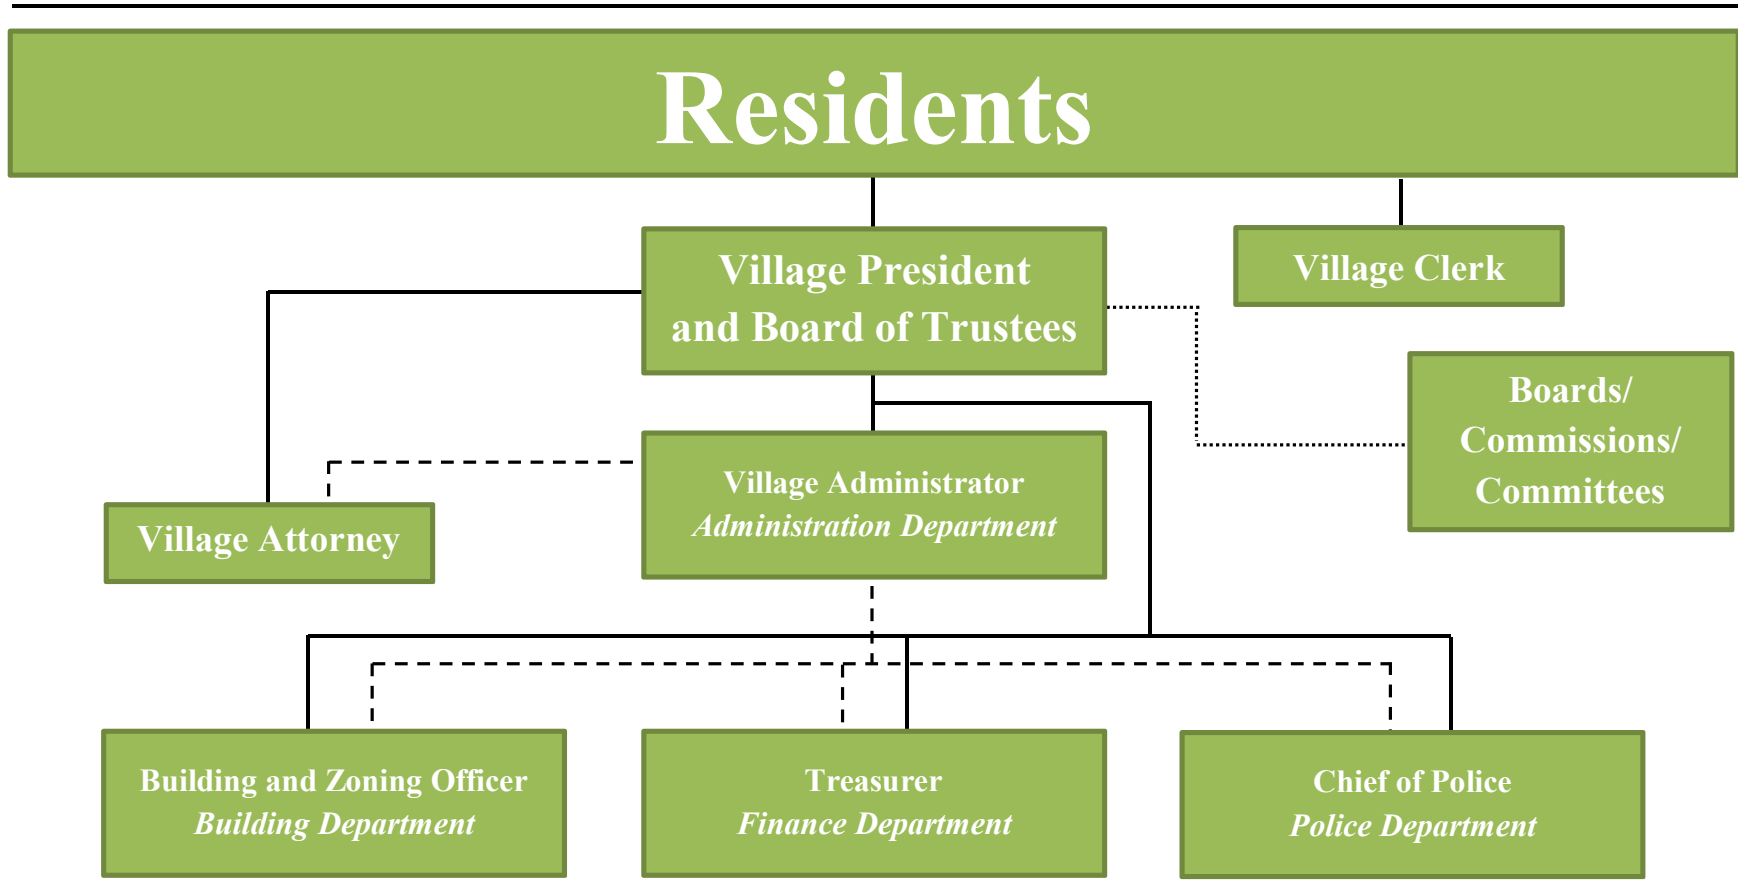 Residents
Village President
and Board of Trustees
Village Clerk
Boards/
Commissions/
Committees
Village Administrator
Administration Department
Village Attorney
Building and Zoning Officer
Building Department
Treasurer
Finance Department
Chief of Police
Police Department